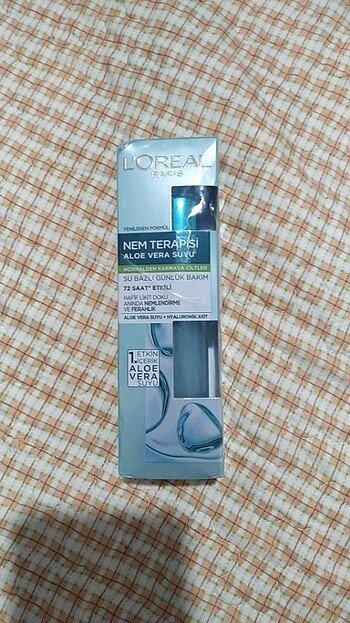 L'ORÉAL
PARIS
YENİLENEN FORMÜL
NEM TERAPİSİ
ALOE VERA SUYU
NORMALDEN KARMAYA CİLTLER
SU BAZLI GÜNLÜK BAKIM
72 SAAT* ETKİLİ
HAFİF LİKİT DOKU
ANINDA NEMLENDİRME
VE FERAHLIK
ALOE VERA SUYU + HYALURONİK ASİT
1. ETKİN
İÇERİK
ALOE
VERA
SUYU